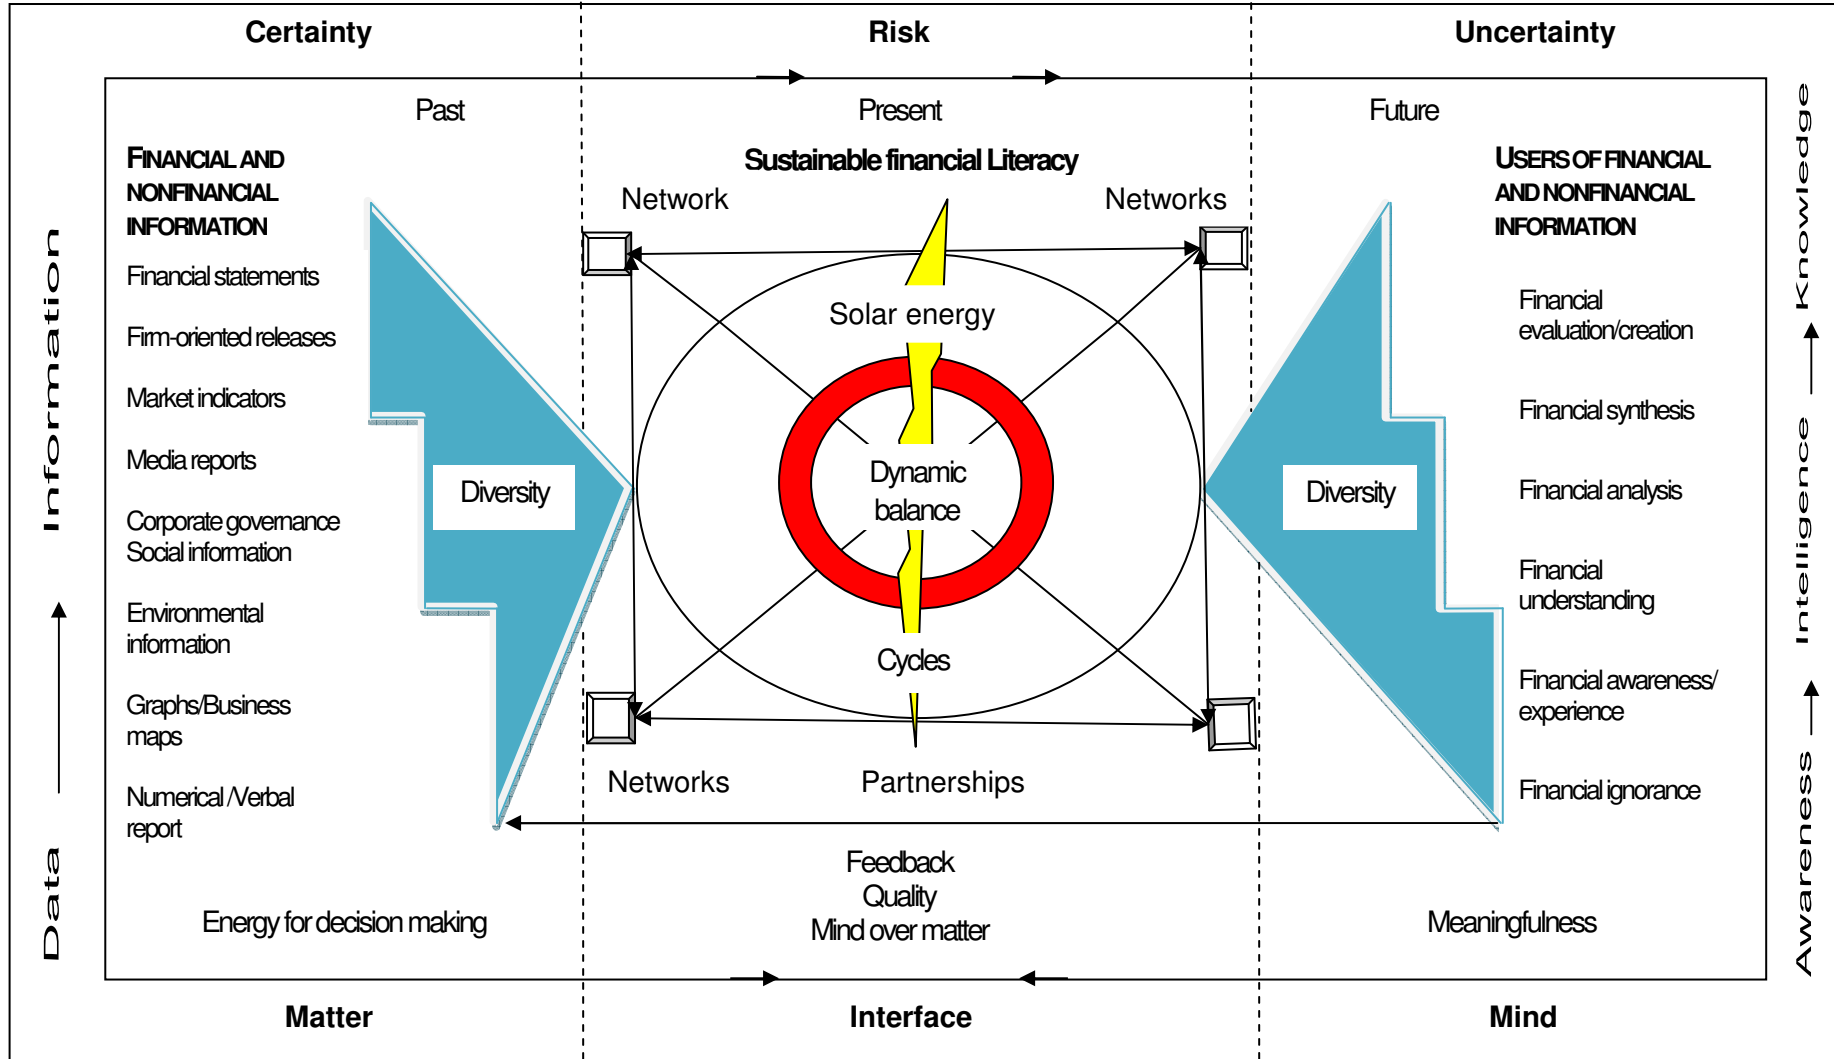 Certainty
Risk
Uncertainty
Past
Present
Future
FINANCIAL AND
NONFINANCIAL
INFORMATION
Financial statements
Firm-oriented releases
Market indicators
Media reports
Corporate governance
Social information
Environmental
information
Graphs/Business
maps
Numerical /Verbal
report
Energy for decision making
Diversity
Sustainable financial Literacy
Network
Networks
Solar energy
Dynamic
balance
Cycles
Networks
Partnerships
Feedback
Quality
Mind over matter
Diversity
USERS OF FINANCIAL
AND NONFINANCIAL
INFORMATION
Financial
evaluation/creation
Financial synthesis
Financial analysis
Financial
understanding
Financial awareness/
experience
Financial ignorance
Meaningfulness
Data
Information
Awareness
Intelligence
Knowledge
Matter
Interface
Mind